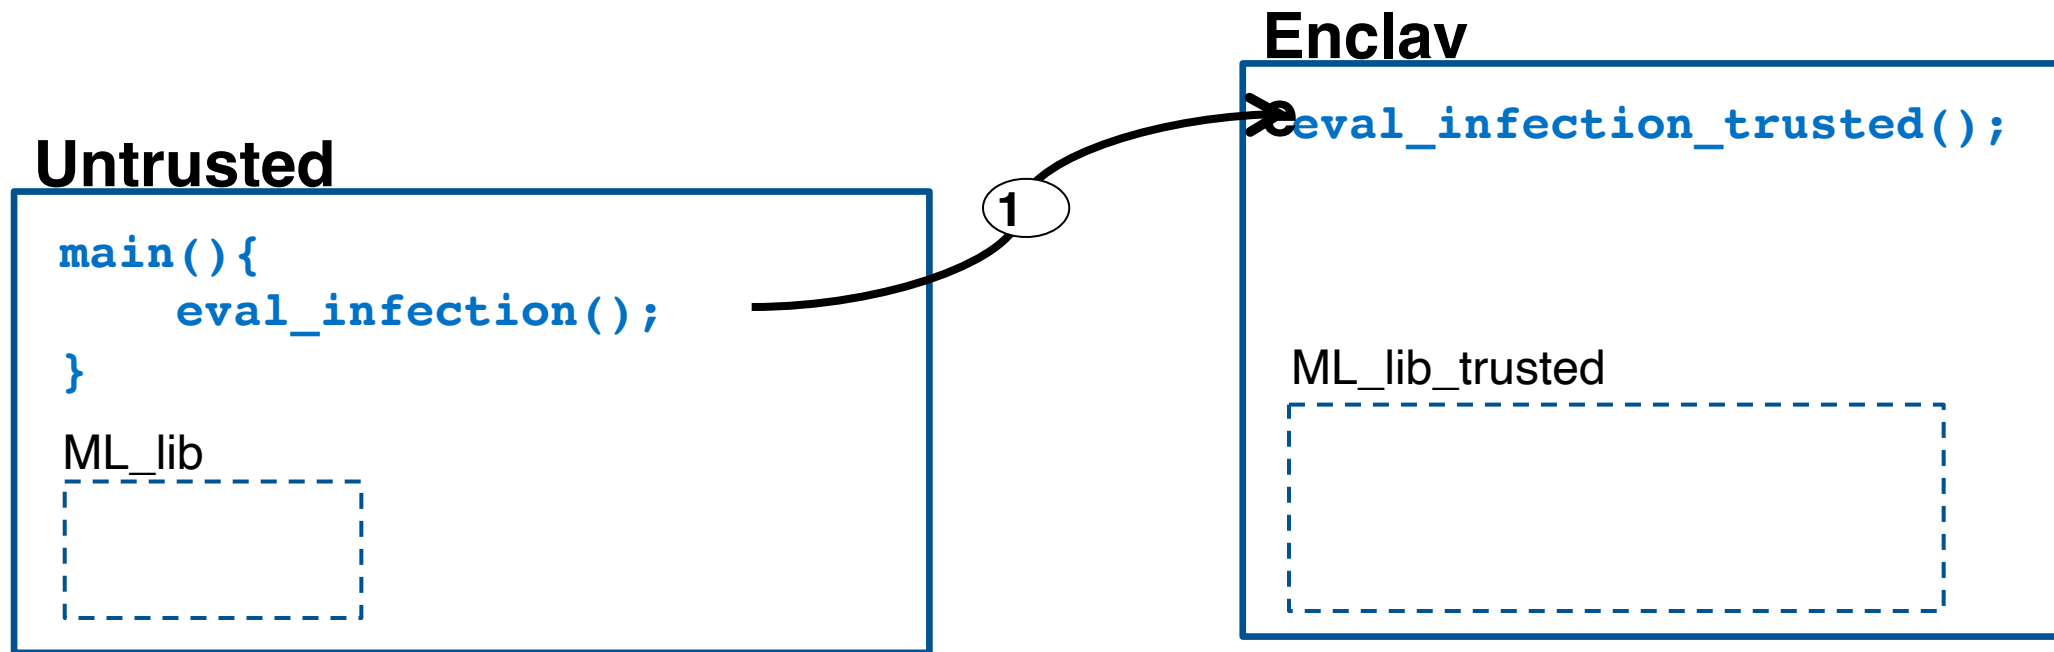 Untrusted
main(){
eval_infection();
}
ML_lib
1
Enclav
e
eval_infection_trusted();
ML_lib_trusted